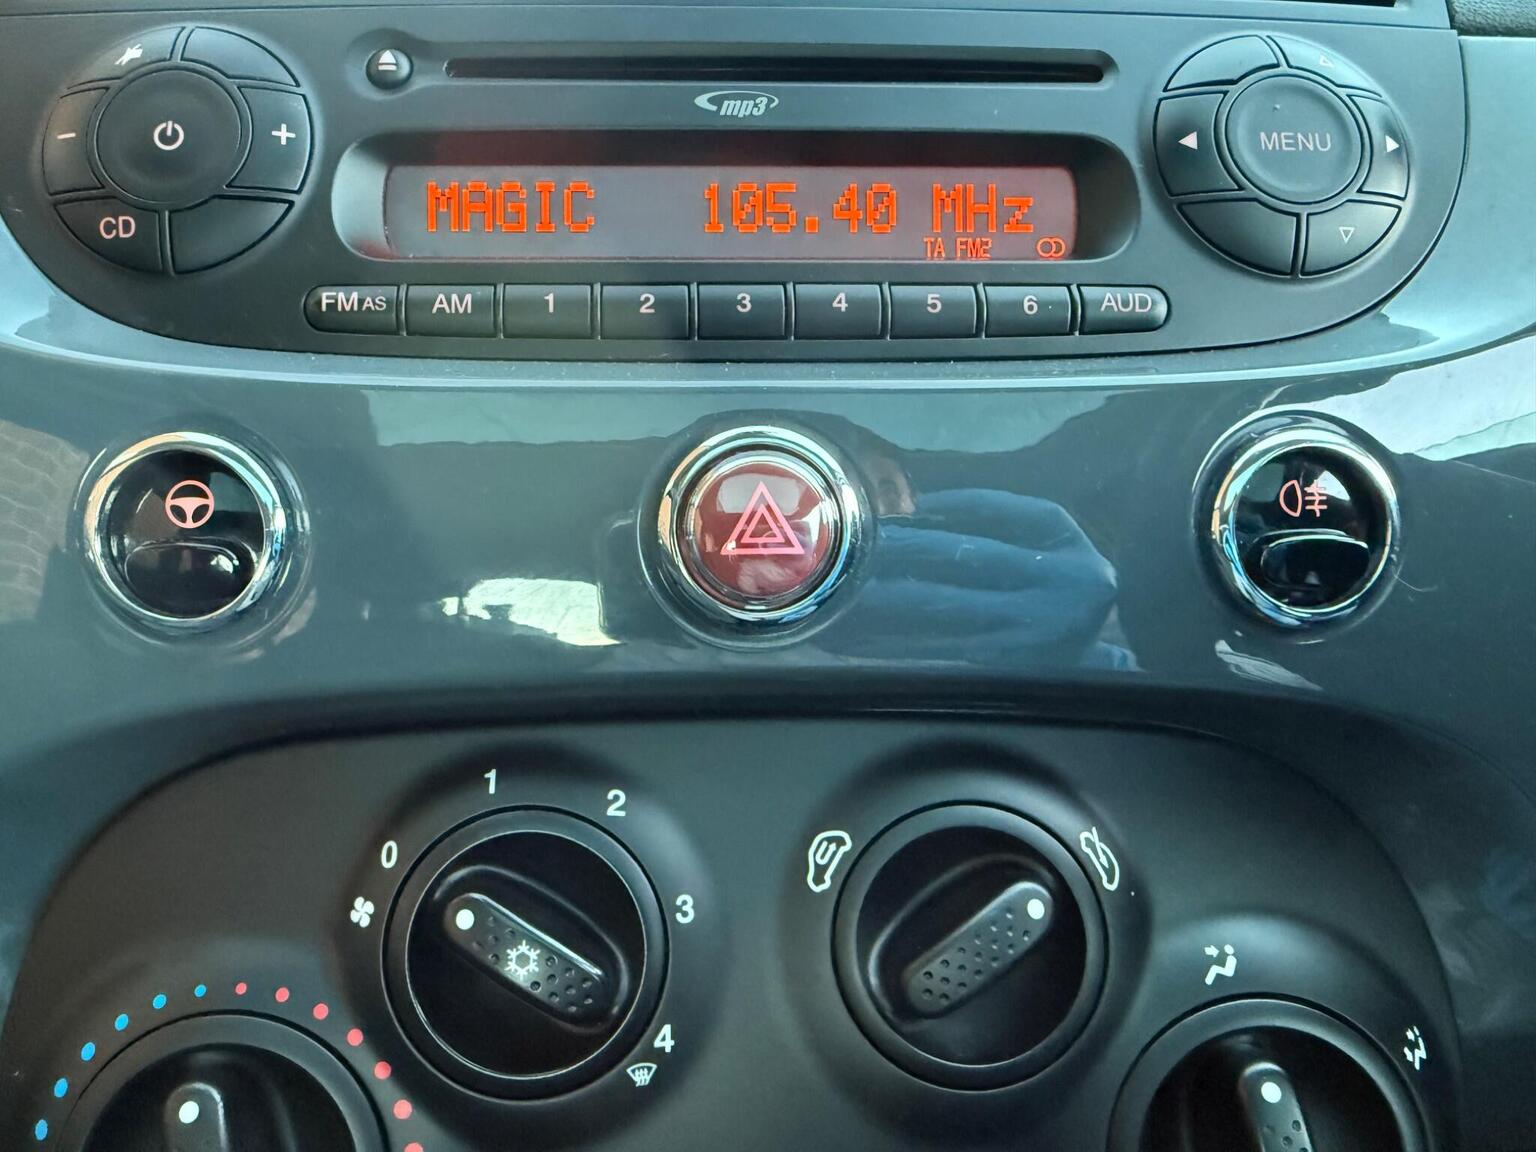 mp3
MENU
MAGIC 105.40 MHz
TA FM2
CD
FM AS AM 1 2 3 4 5 6 AUD
1
2
0
3
4